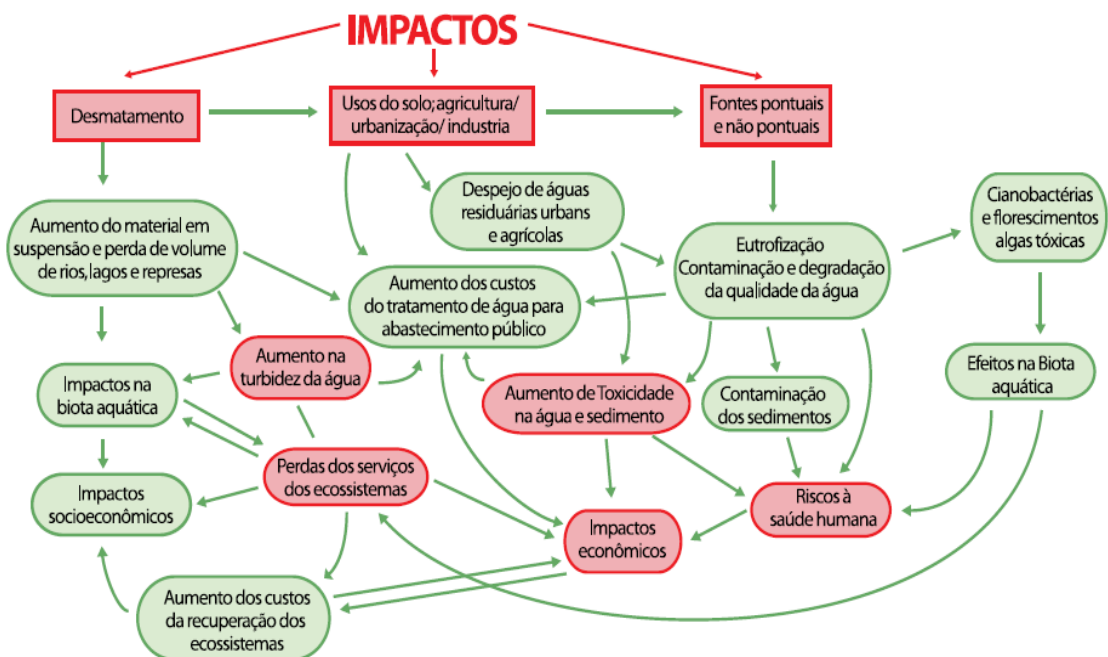 IMPACTOS
Desmatamento
Usos do solo; agricultura/
urbanização/ industria
Fontes pontuais
e não pontuais
Despejo de águas
residuárias urbans
e agrícolas
Cianobactérias
e florescimentos
algas tóxicas
Aumento do material em
suspensão e perda de volume
de rios, lagos e represas
Eutrofização
Contaminação e degradação
da qualidade da água
Aumento dos custos
do tratamento de água para
abastecimento público
Aumento na
turbidez da água
Efeitos na Biota
aquática
Impactos na
biota aquática
Aumento de Toxicidade
na água e sedimento
Contaminação
dos sedimentos
Perdas dos serviços
dos ecossistemas
Impactos
socioeconômicos
Riscos à
saúde humana
Impactos
econômicos
Aumento dos custos
da recuperação dos
ecossistemas